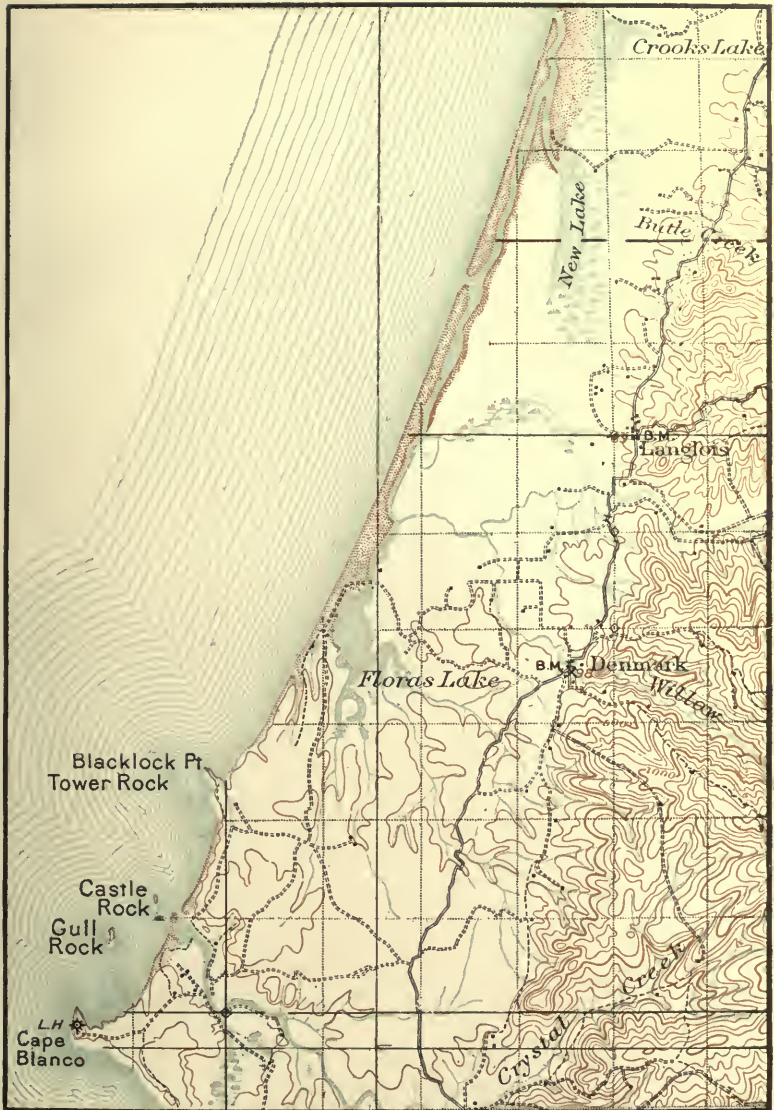 Crooks Lake
New Lake
Butte Creek
B.M.
Langlois
B.M.
Denmark
Floras Lake
Willow
Blacklock Pt.
Tower Rock
1000
Castle
Rock
Gull
Rock
Crystal Creek
L.H
Cape
Blanco